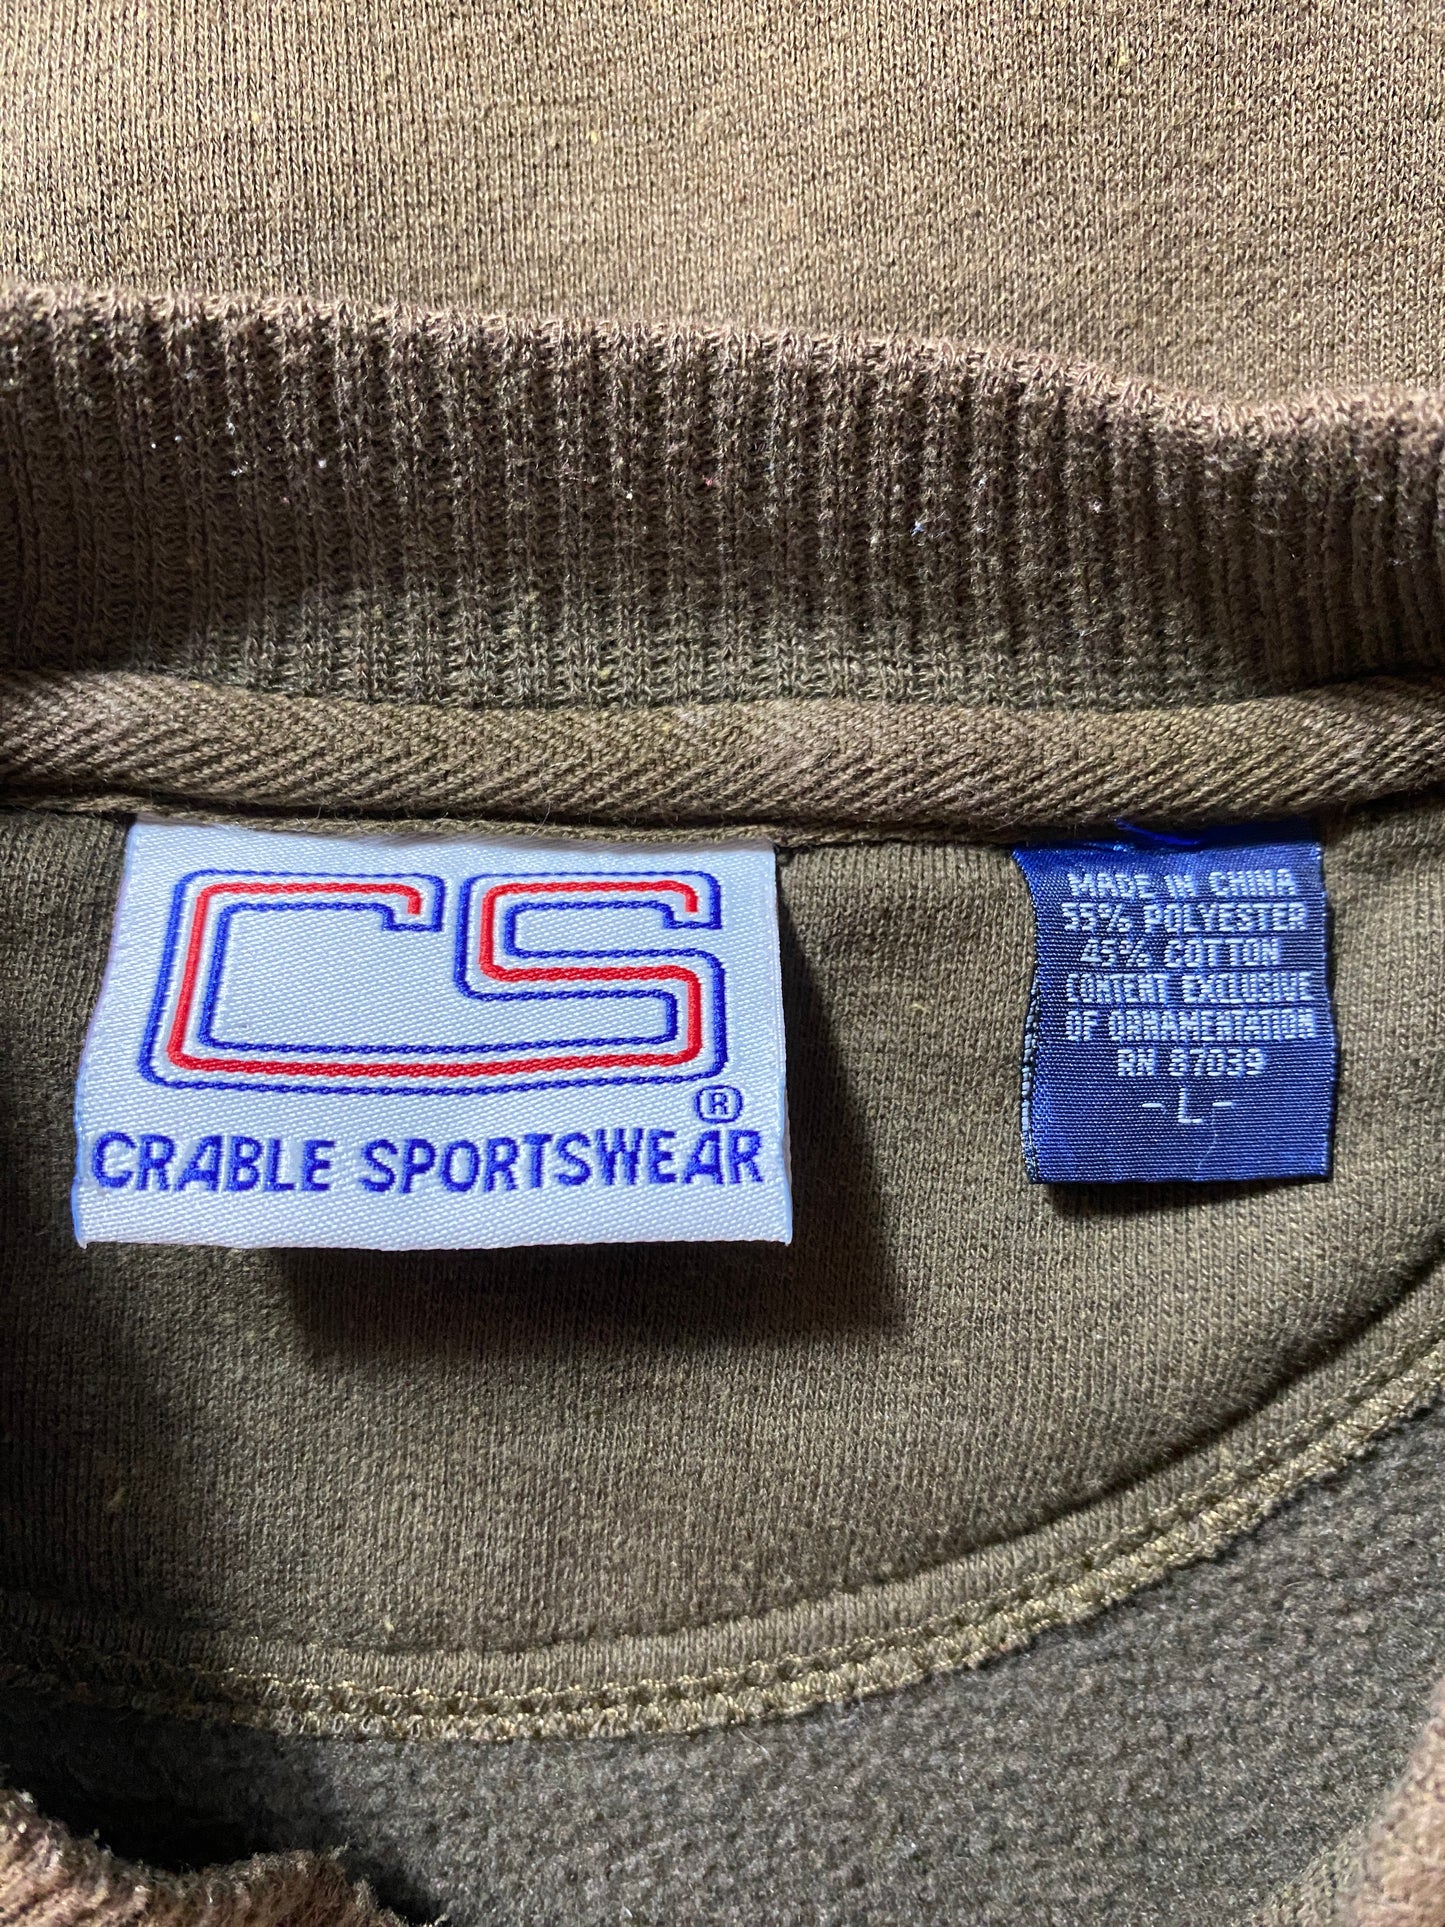 CS
®
CRABLE SPORTSWEAR
MADE IN CHINA
55% POLYESTER
45% COTTON
CONTENT EXCLUSIVE
OF ORNAMENTATION
RN 87039
-L-